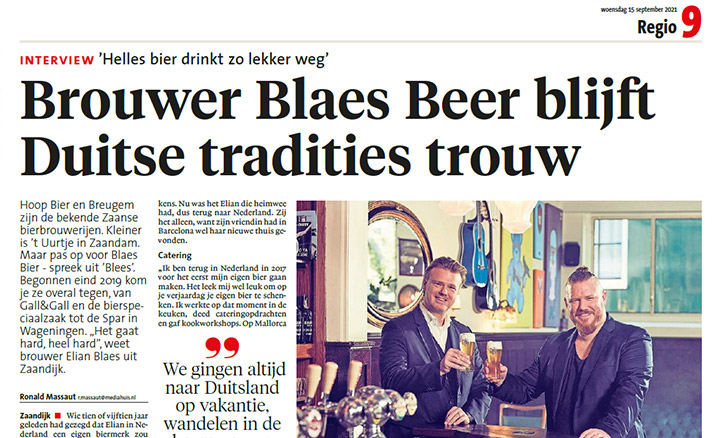 woensdag 15 september 2021
Regio 9
INTERVIEW 'Helles bier drinkt zo lekker weg'
Brouwer Blaes Beer blijft
Duitse tradities trouw
Hoop Bier en Breugem
zijn de bekende Zaanse
bierbrouwerijen. Kleiner
is 't Uurtje in Zaandam.
Maar pas op voor Blaes
Bier - spreek uit 'Blees'.
Begonnen eind 2019 kom
je ze overal tegen, van
Gall&Gall en de bierspe-
ciaalzaak tot de Spar in
Wageningen. „Het gaat
hard, heel hard”, weet
brouwer Elian Blaes uit
Zaandijk.
Ronald Massaut r.massaut@mediahuis.nl
Zaandijk ■ Wie tien of vijftien jaar
geleden had gezegd dat Elian in Ne-
derland een eigen biermerk zou
kens. Nu was het Elian die heimwee
had, dus terug naar Nederland. Zij
het alleen, want zijn vriendin had in
Barcelona wel haar nieuwe thuis ge-
vonden.
Catering
„Ik ben terug in Nederland in 2017
voor het eerst mijn eigen bier gaan
maken. Het leek mij wel leuk om op
je verjaardag je eigen bier te schen-
ken. Ik werkte op dat moment in de
keuken, deed cateringopdrachten
en gaf kookworkshops. Op Mallorca
We gingen altijd
naar Duitsland
op vakantie,
wandelen in de